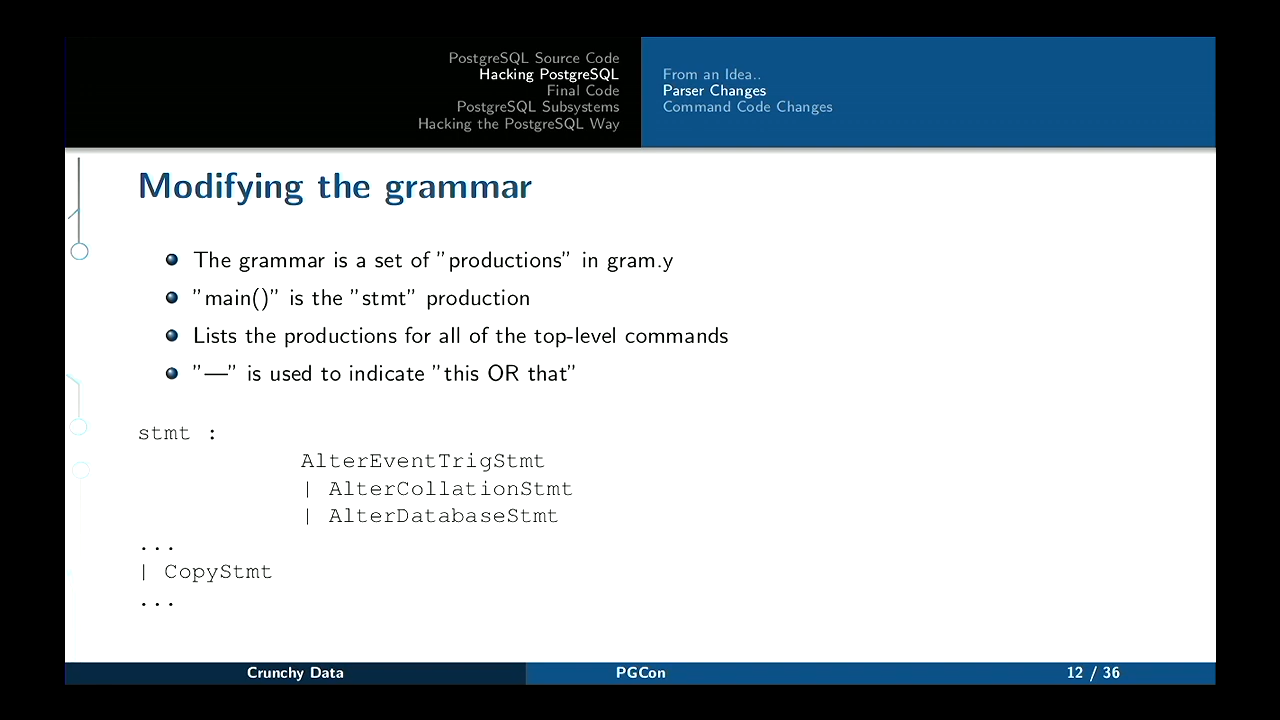 PostgreSQL Source Code
Hacking PostgreSQL
Final Code
PostgreSQL Subsystems
Hacking the PostgreSQL Way
From an Idea..
Parser Changes
Command Code Changes
Modifying the grammar
The grammar is a set of ”productions” in gram.y
”main()” is the ”stmt” production
Lists the productions for all of the top-level commands
”—” is used to indicate ”this OR that”
stmt :
AlterEventTrigStmt
| AlterCollationStmt
| AlterDatabaseStmt
...
| CopyStmt
...
Crunchy Data PGCon 12 / 36